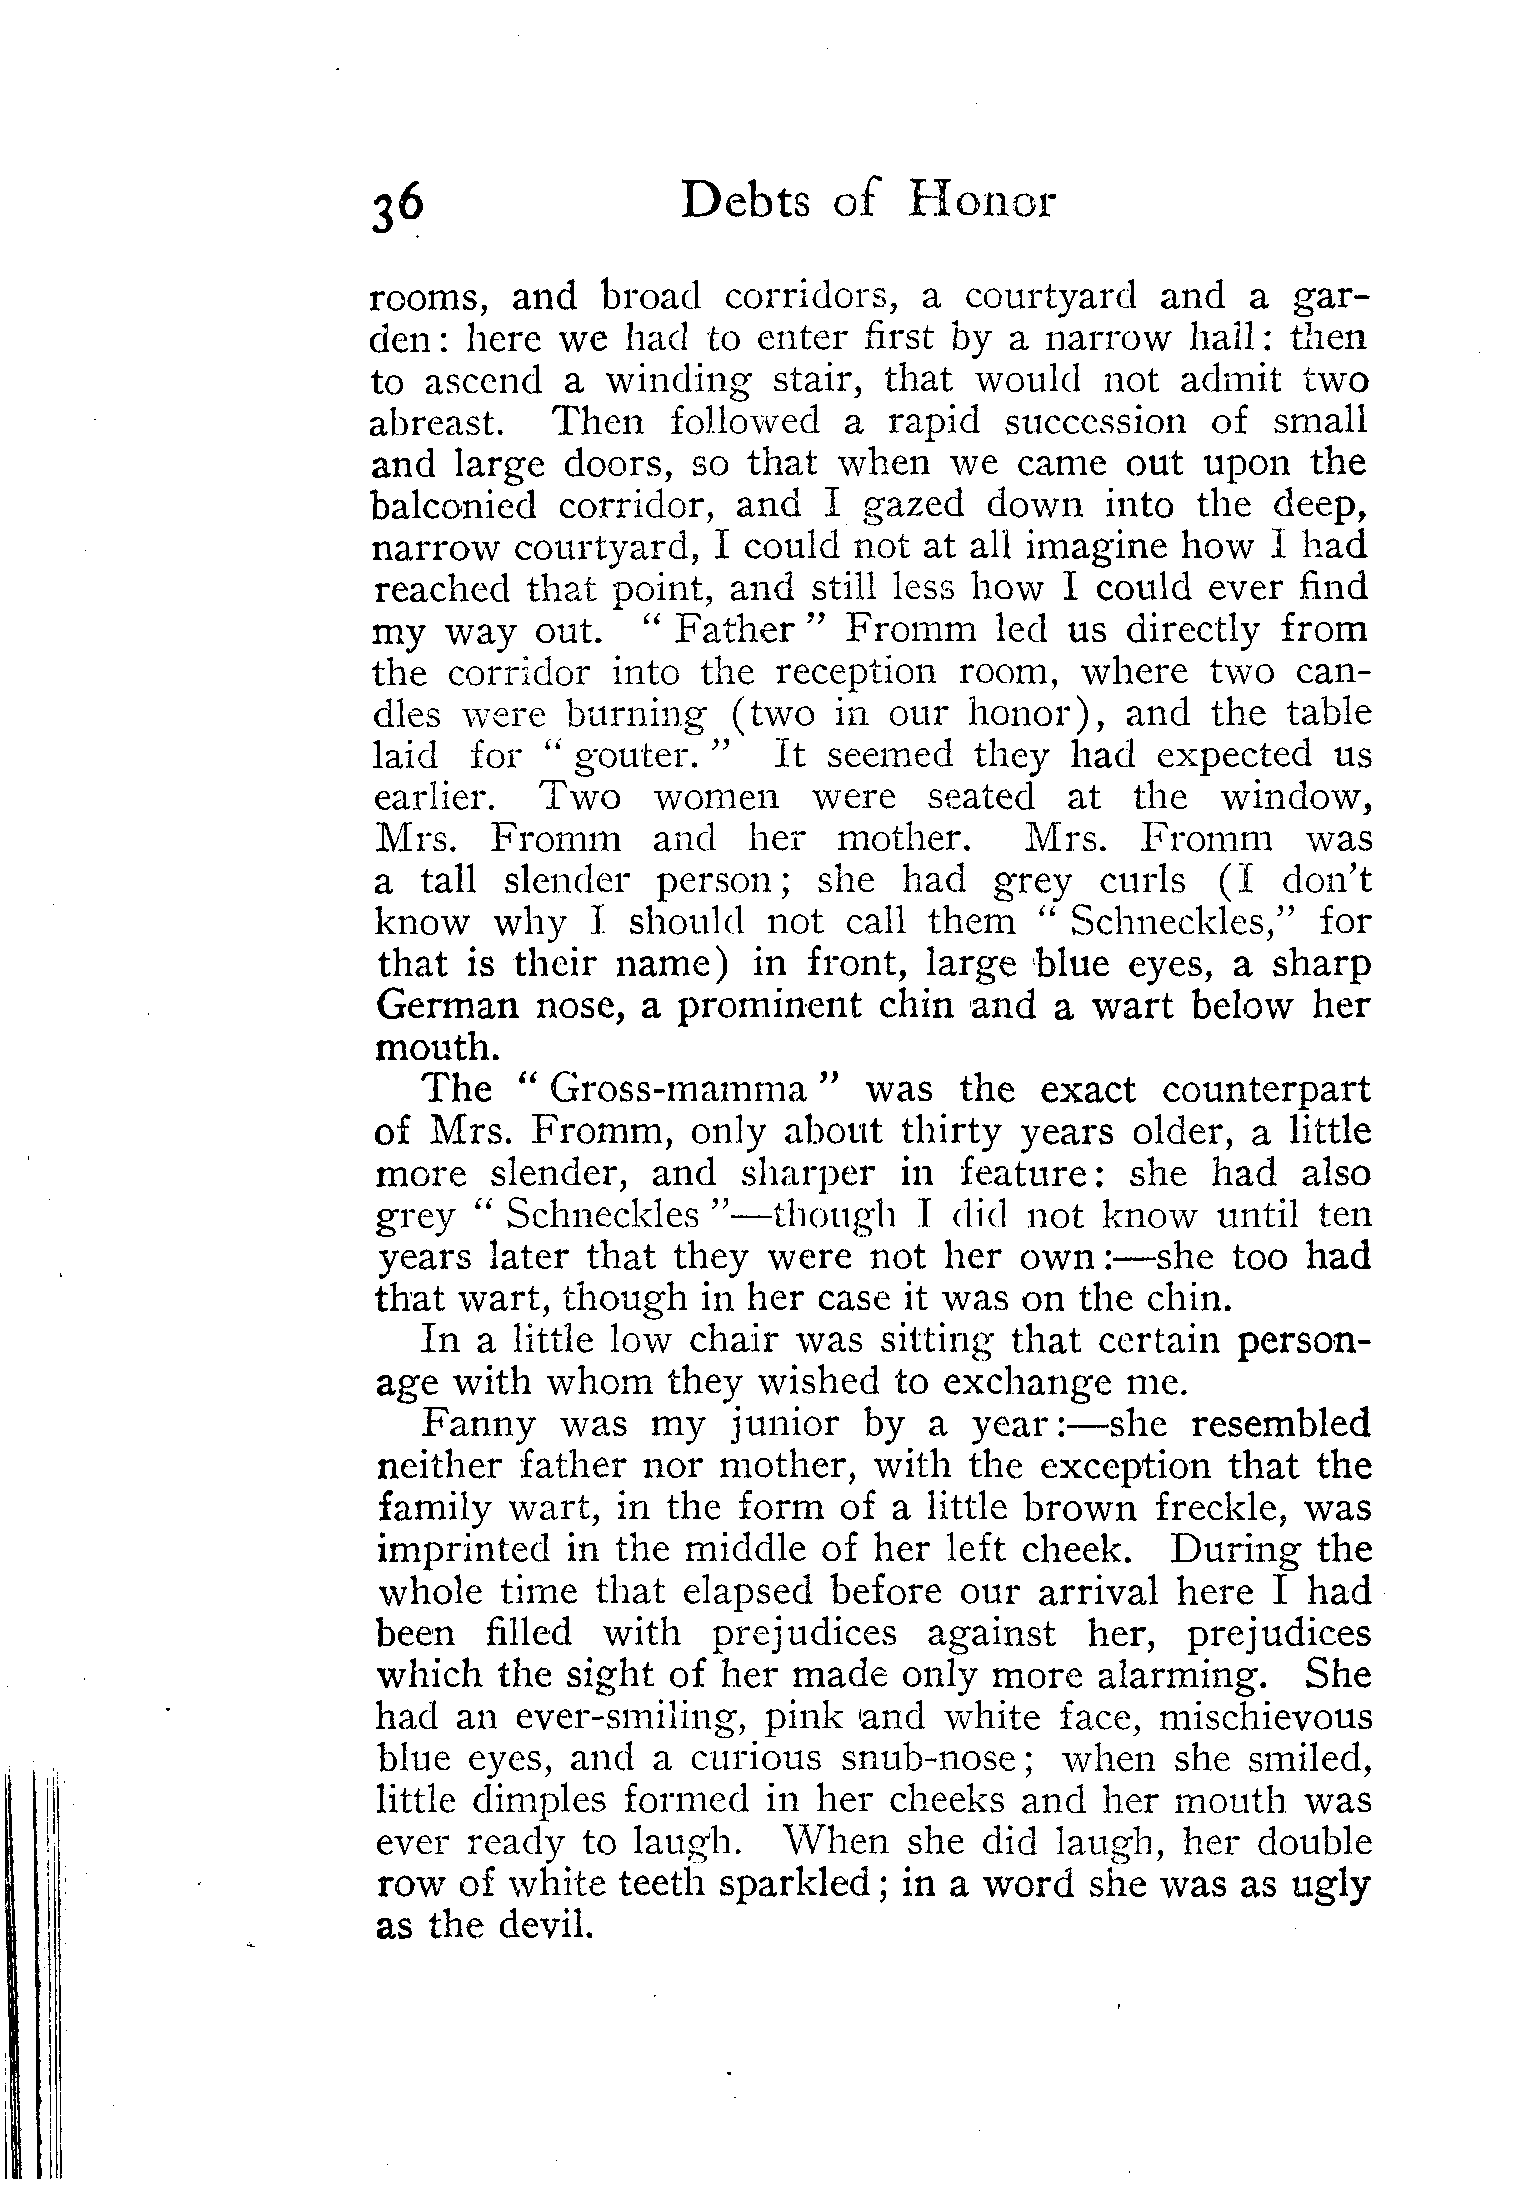 36 Debts of Honor
rooms, and broad corridors, a courtyard and a gar-
den: here we had to enter first by a narrow hall: then
to ascend a winding stair, that would not admit two
abreast. Then followed a rapid succession of small
and large doors, so that when we came out upon the
balconied corridor, and I gazed down into the deep,
narrow courtyard, I could not at all imagine how I had
reached that point, and still less how I could ever find
my way out. "Father" Fromm led us directly from
the corridor into the reception room, where two can-
dles were burning (two in our honor), and the table
laid for "gouter." It seemed they had expected us
earlier. Two women were seated at the window,
Mrs. Fromm and her mother. Mrs. Fromm was
a tall slender person; she had grey curls (I don't
know why I should not call them "Schneckles," for
that is their name) in front, large blue eyes, a sharp
German nose, a prominent chin and a wart below her
mouth.
The "Gross-mamma" was the exact counterpart
of Mrs. Fromm, only about thirty years older, a little
more slender, and sharper in feature: she had also
grey "Schneckles"—though I did not know until ten
years later that they were not her own:—she too had
that wart, though in her case it was on the chin.
In a little low chair was sitting that certain person-
age with whom they wished to exchange me.
Fanny was my junior by a year:—she resembled
neither father nor mother, with the exception that the
family wart, in the form of a little brown freckle, was
imprinted in the middle of her left cheek. During the
whole time that elapsed before our arrival here I had
been filled with prejudices against her, prejudices
which the sight of her made only more alarming. She
had an ever-smiling, pink and white face, mischievous
blue eyes, and a curious snub-nose; when she smiled,
little dimples formed in her cheeks and her mouth was
ever ready to laugh. When she did laugh, her double
row of white teeth sparkled; in a word she was as ugly
as the devil.